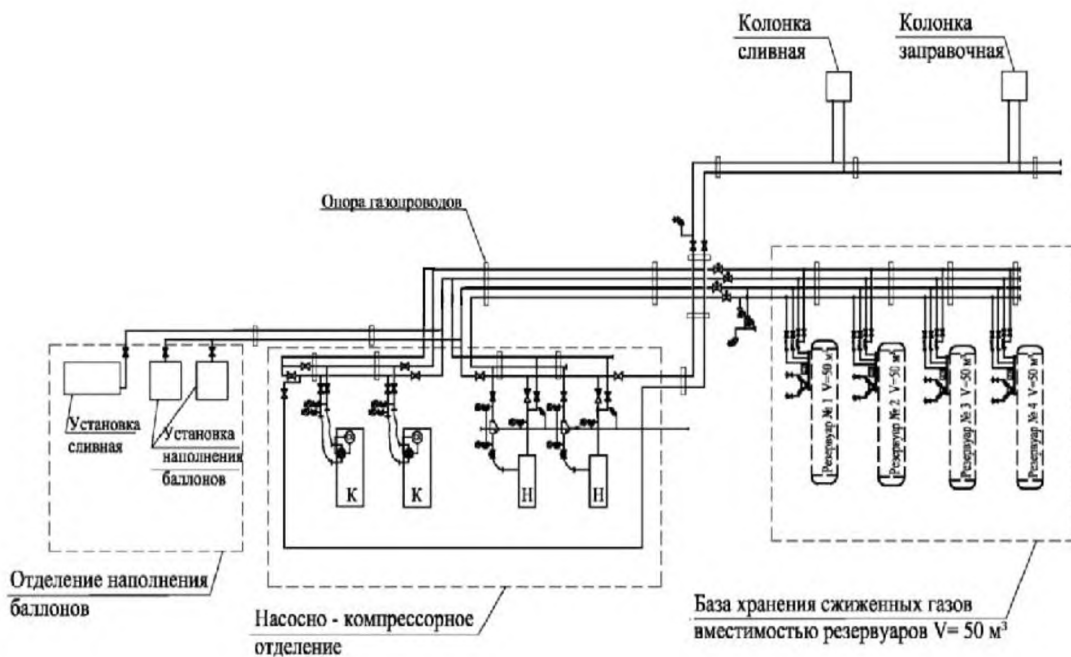 Колонка
сливная
Колонка
заправочная
Опора газопроводов
Установка
сливная
Установка
наполнения
баллонов
К
К
Н
Н
Резервуар № 1 V=50 м³
Резервуар № 2 V=50 м³
Резервуар № 3 V=50 м³
Резервуар № 4 V=50 м³
Отделение наполнения
баллонов
Насосно - компрессорное
отделение
База хранения сжиженных газов
вместимостью резервуаров V= 50 м³